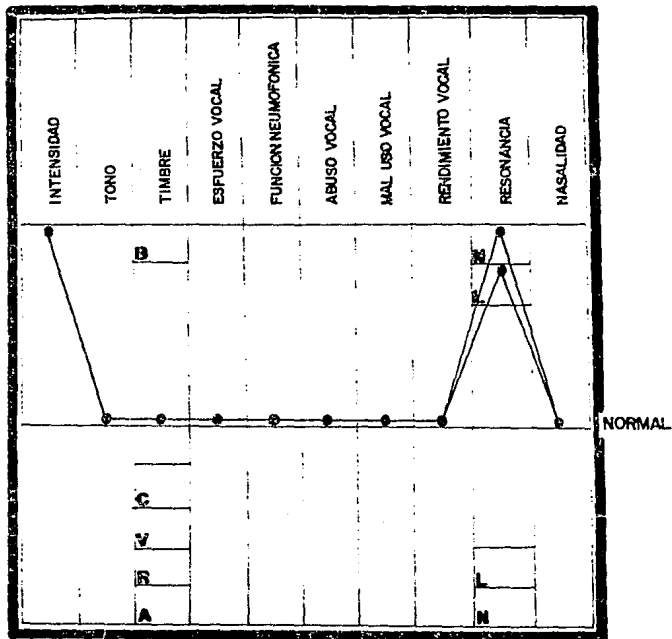 INTENSIDAD
TONO
TIMBRE
ESFUERZO VOCAL
FUNCION NEUMOFONICA
ABUSO VOCAL
MAL USO VOCAL
RENDIMIENTO VOCAL
RESONANCIA
NASALIDAD
B
L
NORMAL
C
V
R
L
A
N